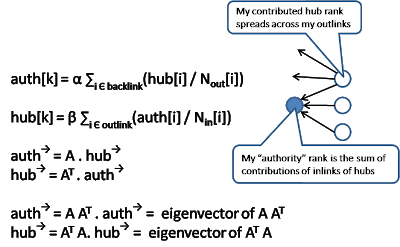 My contributed hub rank
spreads across my outlinks
auth[k] = α ∑i ∈ backlink(hub[i] / Nout[i])
hub[k] = β ∑i ∈ outlink(auth[i] / Nin[i])
auth→ = A . hub→
hub→ = Aᵀ . auth→
My “authority” rank is the sum
of contributions of inlinks of hubs
auth→ = A Aᵀ . auth→ = eigenvector of A Aᵀ
hub→ = Aᵀ A. hub→ = eigenvector of Aᵀ A